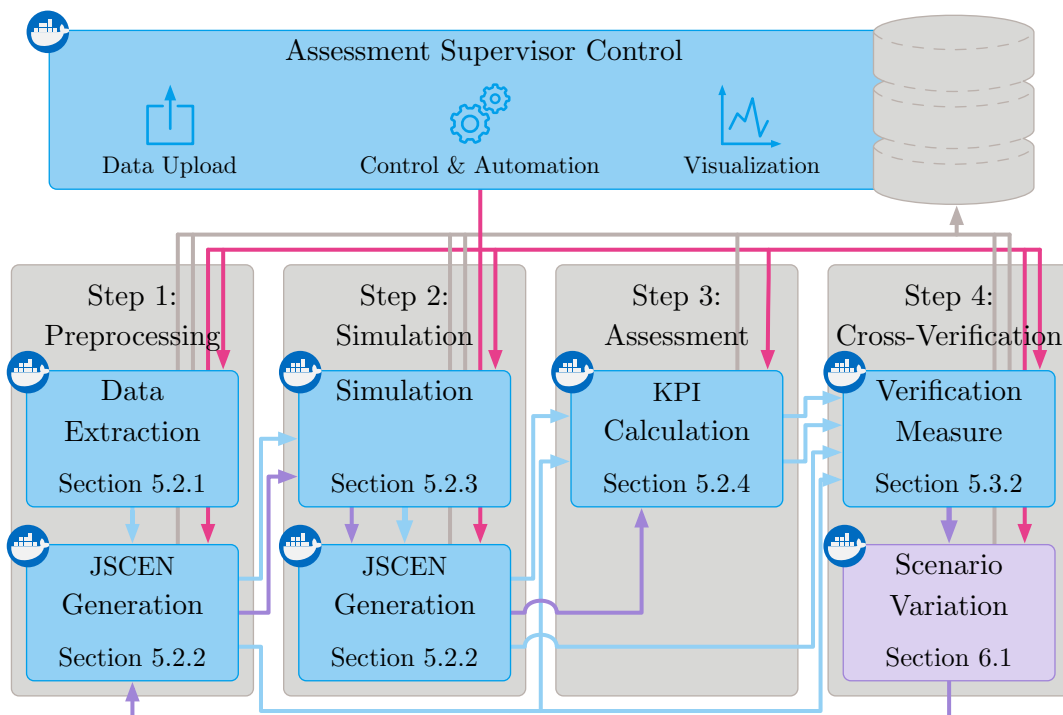 Assessment Supervisor Control
Data Upload
Control & Automation
Visualization
Step 1:
Preprocessing
Step 2:
Simulation
Step 3:
Assessment
Step 4:
Cross-Verification
Data
Extraction
Section 5.2.1
Simulation
Section 5.2.3
KPI
Calculation
Section 5.2.4
Verification
Measure
Section 5.3.2
JSCEN
Generation
Section 5.2.2
JSCEN
Generation
Section 5.2.2
Scenario
Variation
Section 6.1